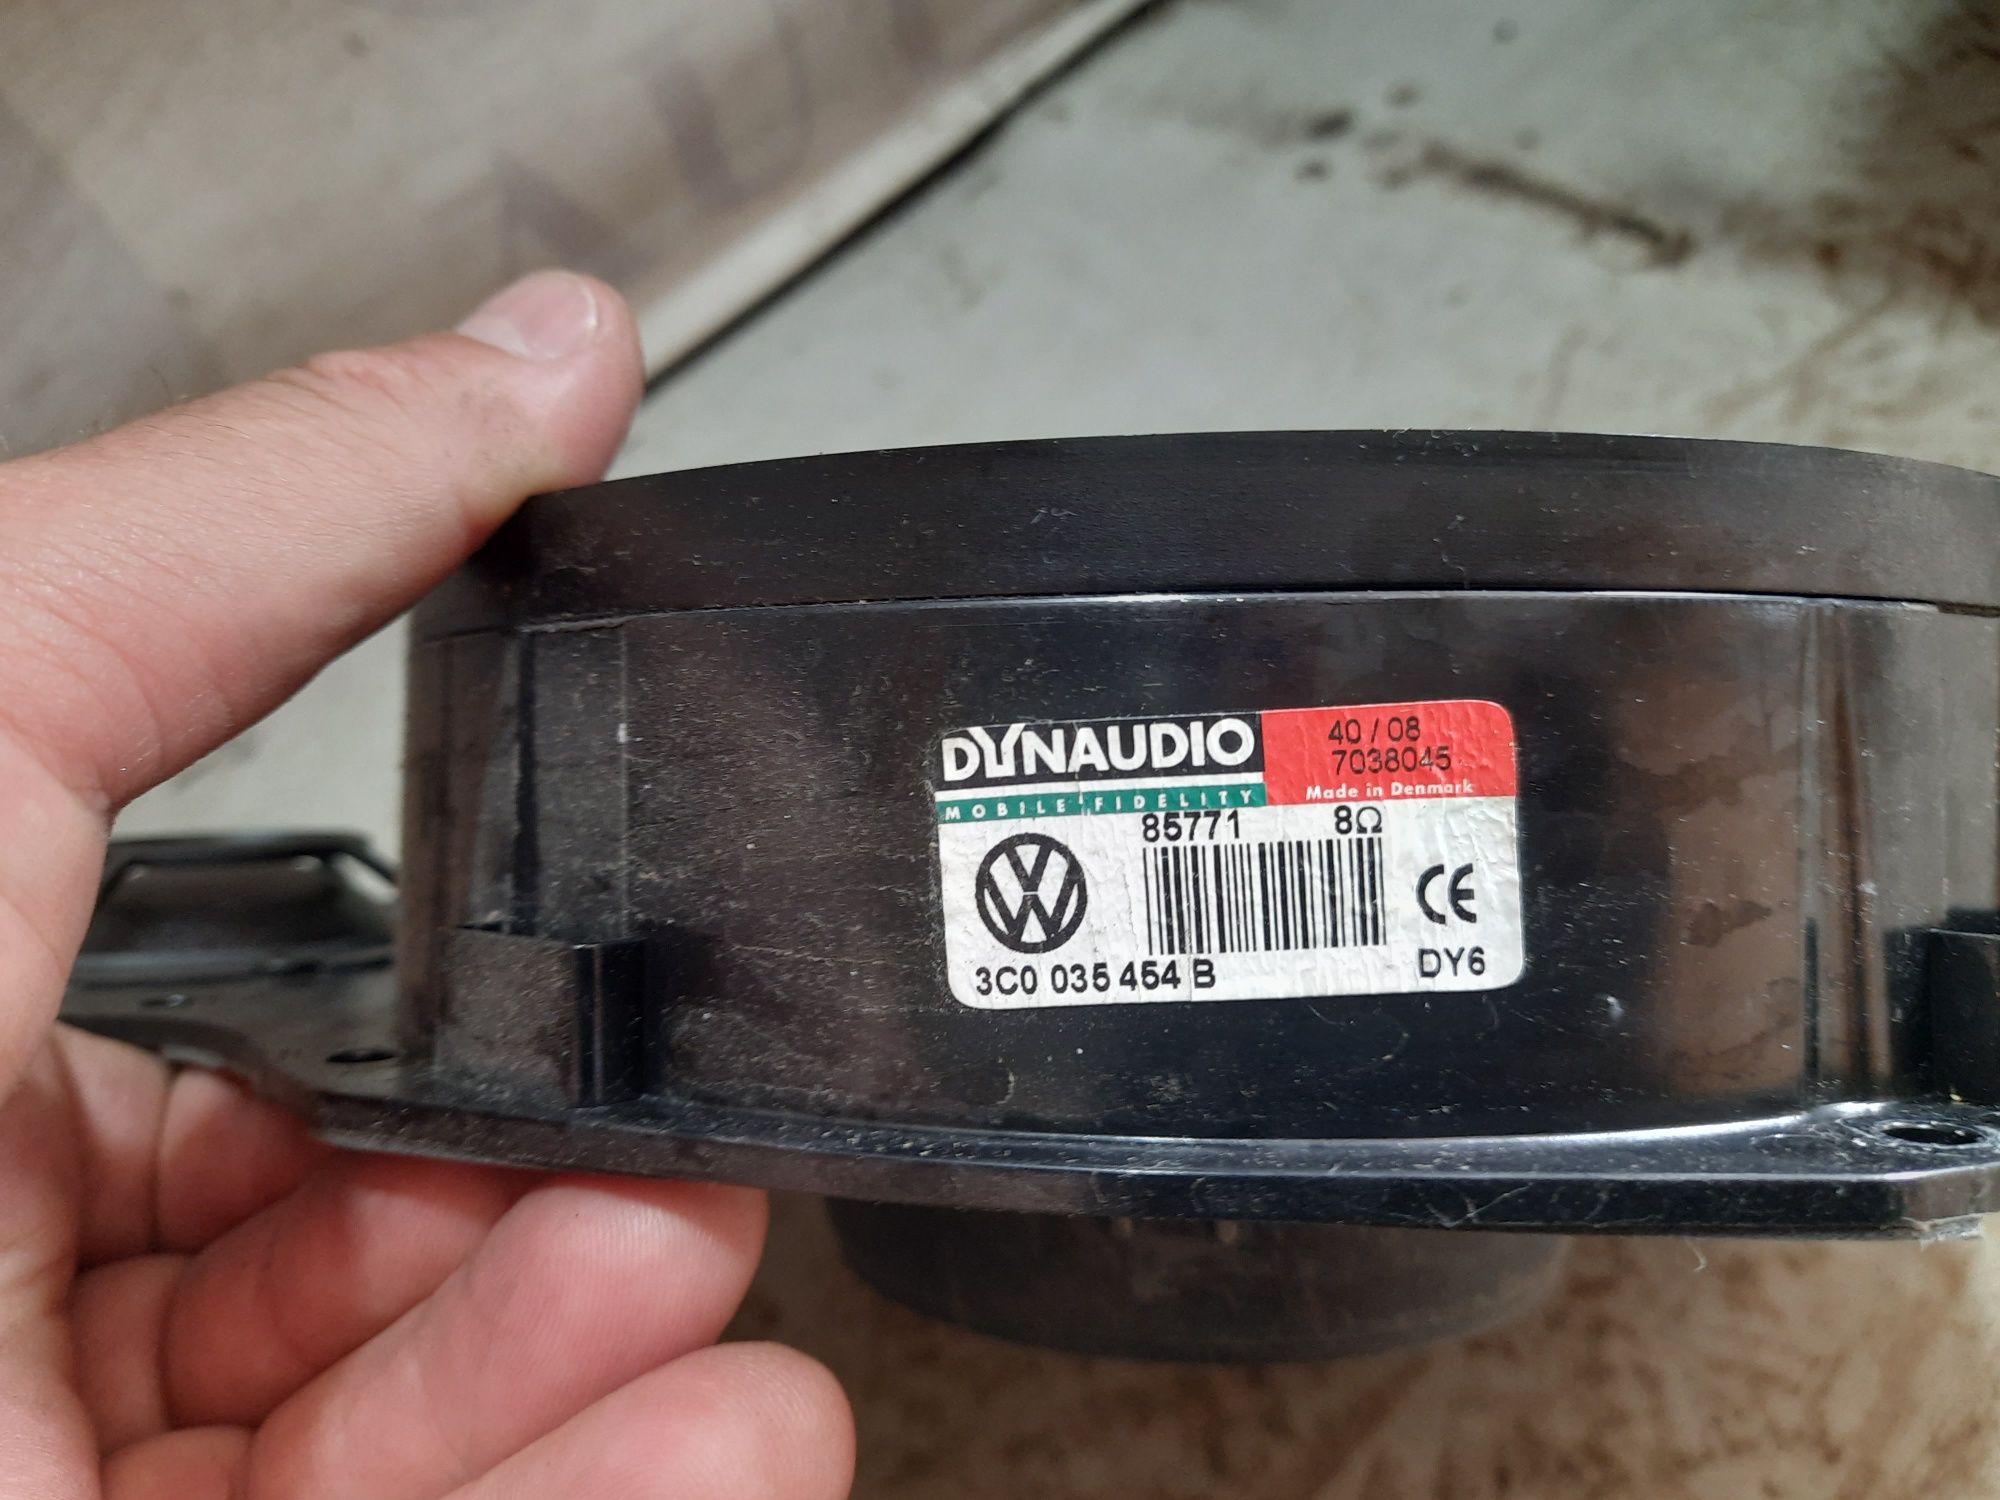 DYNAUDIO
40 / 08
7038045
Made in Denmark
MOBILE FIDELITY
85771 8Ω
CE
3C0 035 454 B DY6